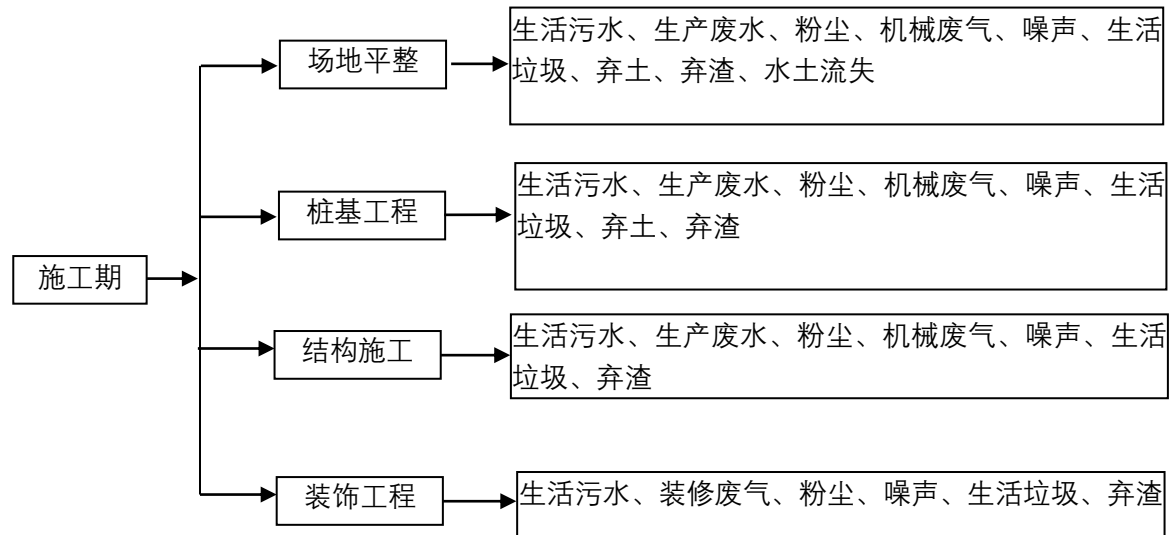 场地平整
生活污水、生产废水、粉尘、机械废气、噪声、生活
垃圾、弃土、弃渣、水土流失
桩基工程
生活污水、生产废水、粉尘、机械废气、噪声、生活
垃圾、弃土、弃渣
施工期
结构施工
生活污水、生产废水、粉尘、机械废气、噪声、生活
垃圾、弃渣
装饰工程
生活污水、装修废气、粉尘、噪声、生活垃圾、弃渣